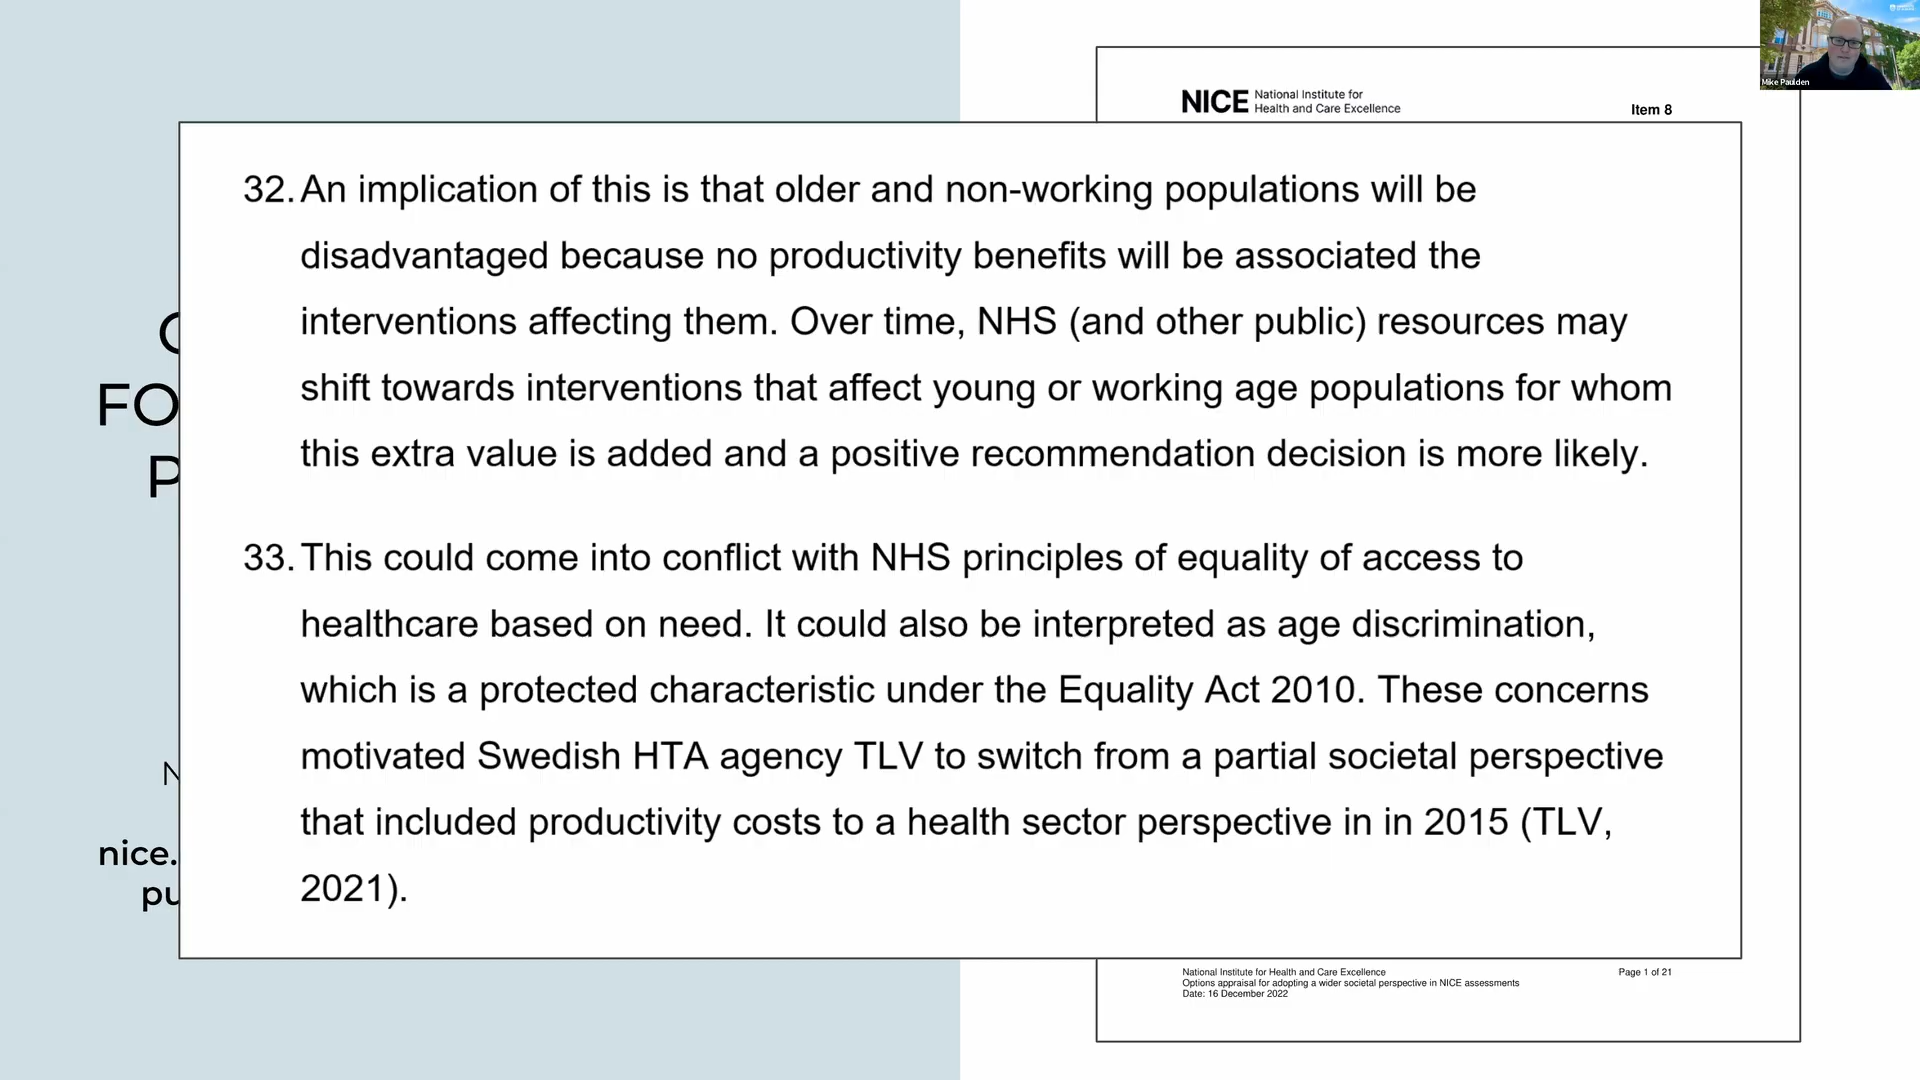 NICE National Institute for
Health and Care Excellence
Item 8
Mike Paulden
32. An implication of this is that older and non-working populations will be
disadvantaged because no productivity benefits will be associated the
interventions affecting them. Over time, NHS (and other public) resources may
shift towards interventions that affect young or working age populations for whom
this extra value is added and a positive recommendation decision is more likely.
33. This could come into conflict with NHS principles of equality of access to
healthcare based on need. It could also be interpreted as age discrimination,
which is a protected characteristic under the Equality Act 2010. These concerns
motivated Swedish HTA agency TLV to switch from a partial societal perspective
that included productivity costs to a health sector perspective in in 2015 (TLV,
2021).
FO
P
N
nice.
pu
National Institute for Health and Care Excellence
Page 1 of 21
Options appraisal for adopting a wider societal perspective in NICE assessments
Date: 16 December 2022